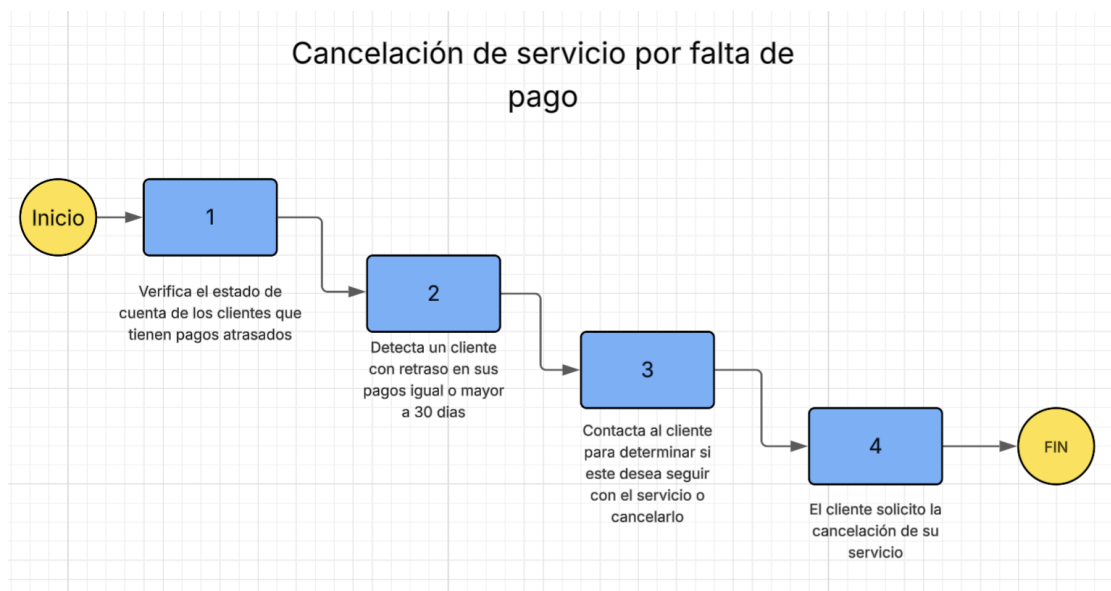 Cancelación de servicio por falta de
pago
Inicio
1
Verifica el estado de
cuenta de los clientes que
tienen pagos atrasados
2
Detecta un cliente
con retraso en sus
pagos igual o mayor
a 30 dias
3
Contacta al cliente
para determinar si
este desea seguir
con el servicio o
cancelarlo
4
El cliente solicito la
cancelación de su
servicio
FIN